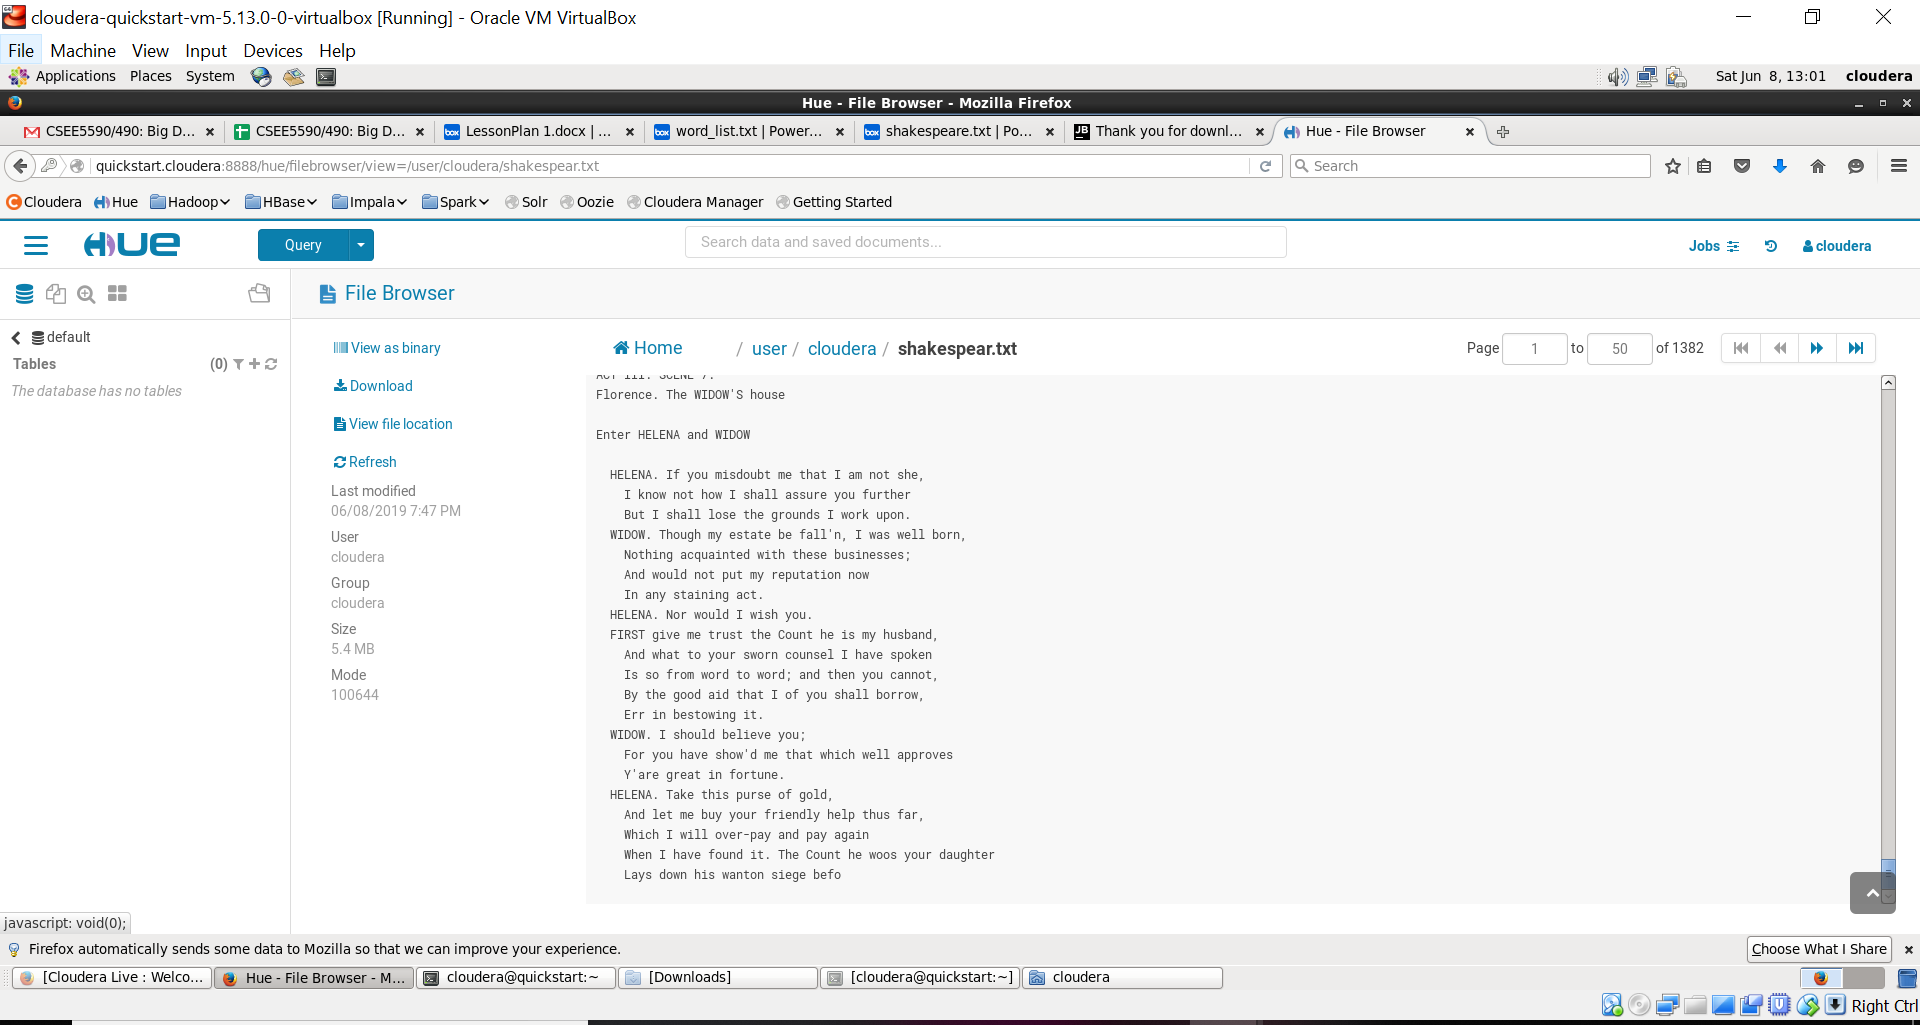 cloudera-quickstart-vm-5.13.0-0-virtualbox [Running] - Oracle VM VirtualBox
File Machine View Input Devices Help
Applications Places System Sat Jun 8, 13:01 cloudera
Hue - File Browser - Mozilla Firefox
CSEE5590/490: Big D... CSEE5590/490: Big D... LessonPlan 1.docx | ... word_list.txt | Power... shakespeare.txt | Po... Thank you for downl... Hue - File Browser
quickstart.cloudera:8888/hue/filebrowser/view=/user/cloudera/shakespear.txt Search
Cloudera Hue Hadoop HBase Impala Spark Solr Oozie Cloudera Manager Getting Started
HUE Query Search data and saved documents... Jobs cloudera
File Browser
default
Tables (0)
The database has no tables
View as binary
Download
View file location
Refresh
Last modified
06/08/2019 7:47 PM
User
cloudera
Group
cloudera
Size
5.4 MB
Mode
100644
Home / user / cloudera / shakespear.txt Page 1 to 50 of 1382
ACT III. SCENE 7.
Florence. The WIDOW'S house
Enter HELENA and WIDOW
HELENA. If you misdoubt me that I am not she,
I know not how I shall assure you further
But I shall lose the grounds I work upon.
WIDOW. Though my estate be fall'n, I was well born,
Nothing acquainted with these businesses;
And would not put my reputation now
In any staining act.
HELENA. Nor would I wish you.
FIRST give me trust the Count he is my husband,
And what to your sworn counsel I have spoken
Is so from word to word; and then you cannot,
By the good aid that I of you shall borrow,
Err in bestowing it.
WIDOW. I should believe you;
For you have show'd me that which well approves
Y'are great in fortune.
HELENA. Take this purse of gold,
And let me buy your friendly help thus far,
Which I will over-pay and pay again
When I have found it. The Count he woos your daughter
Lays down his wanton siege befo
javascript: void(0);
Firefox automatically sends some data to Mozilla so that we can improve your experience. Choose What I Share
[Cloudera Live : Welco... Hue - File Browser - M... cloudera@quickstart:~ [Downloads] [cloudera@quickstart:~] cloudera
Right Ctrl